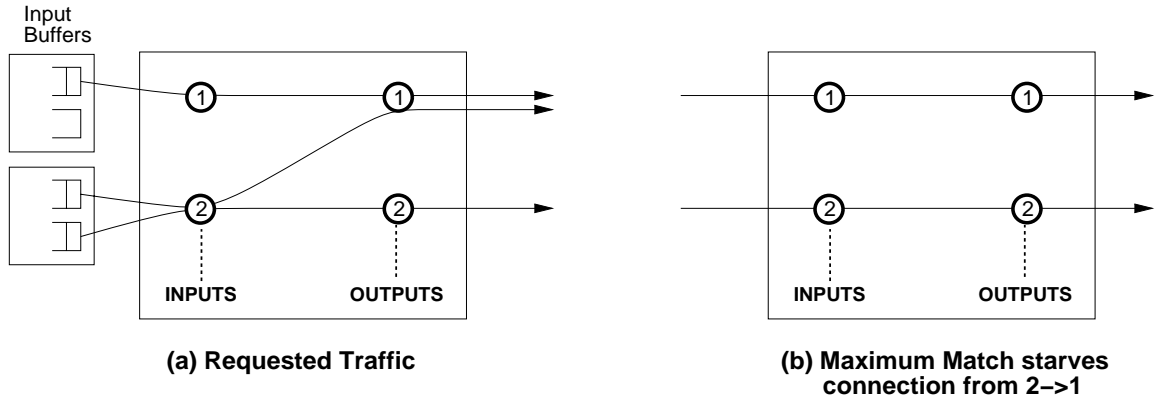 Input
Buffers
1
1
2
2
INPUTS
OUTPUTS
(a) Requested Traffic
1
1
2
2
INPUTS
OUTPUTS
(b) Maximum Match starves
connection from 2−>1